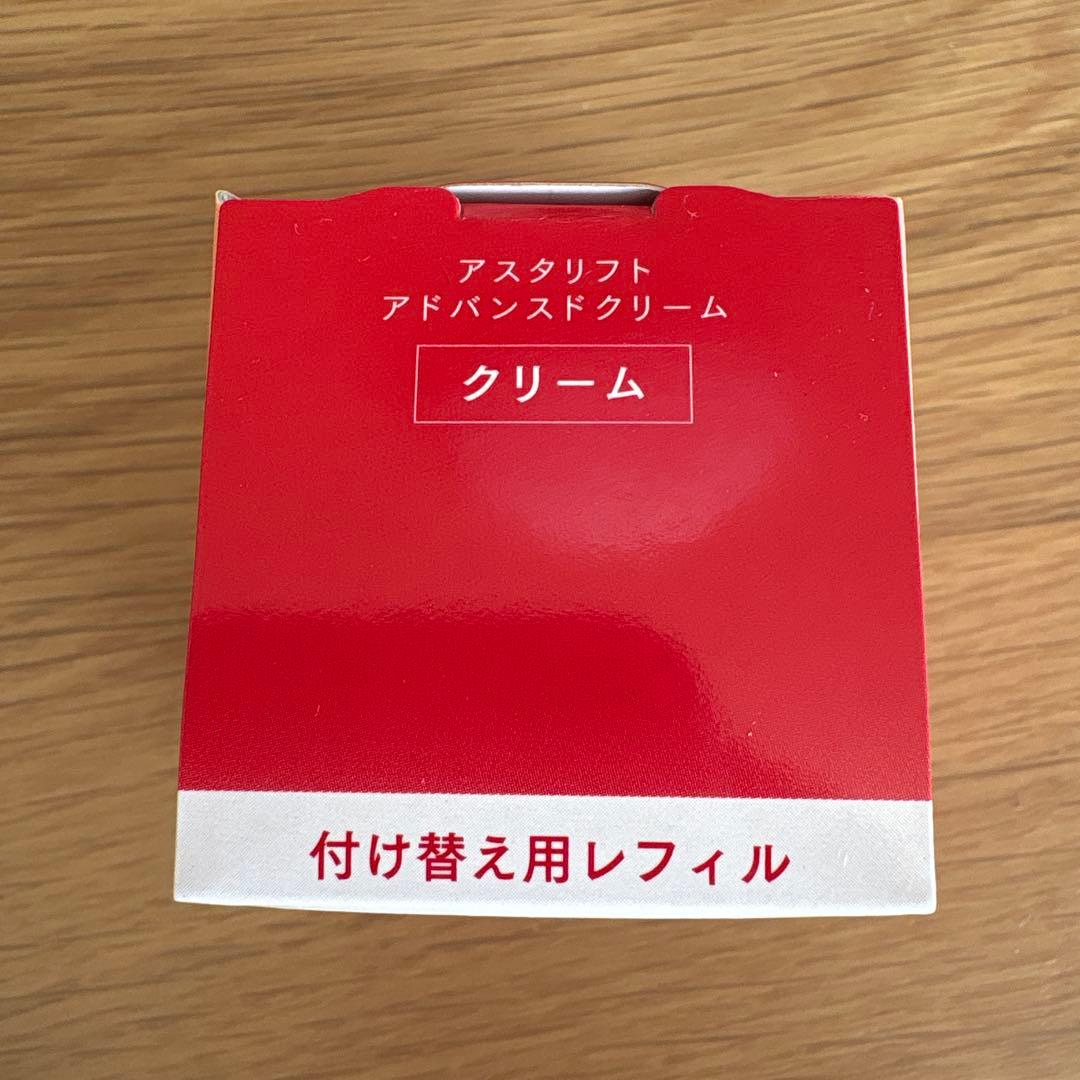 アスタリフト
アドバンスドクリーム
クリーム
付け替え用レフィル